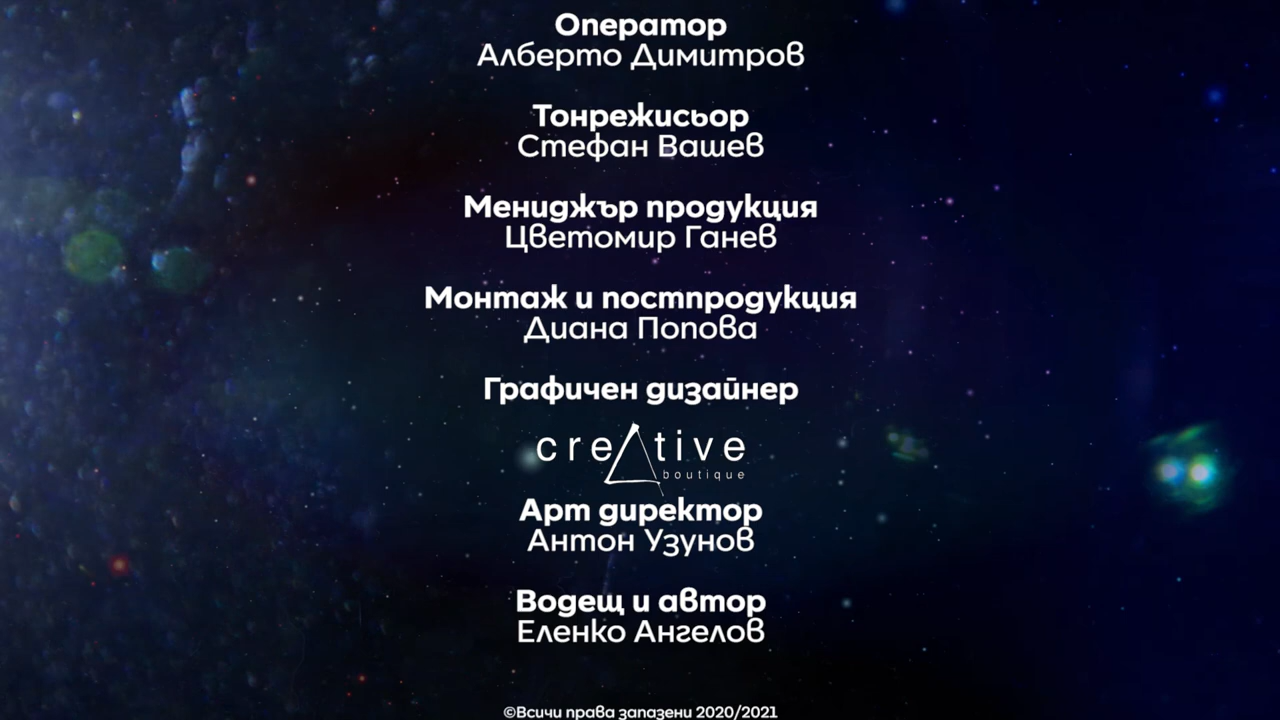 Оператор
Алберто Димитров
Тонрежисьор
Стефан Вашев
Мениджър продукция
Цветомир Ганев
Монтаж и постпродукция
Диана Попова
Графичен дизайнер
creative
boutique
Арт директор
Антон Узунов
Водещ и автор
Еленко Ангелов
©Всичи права запазени 2020/2021